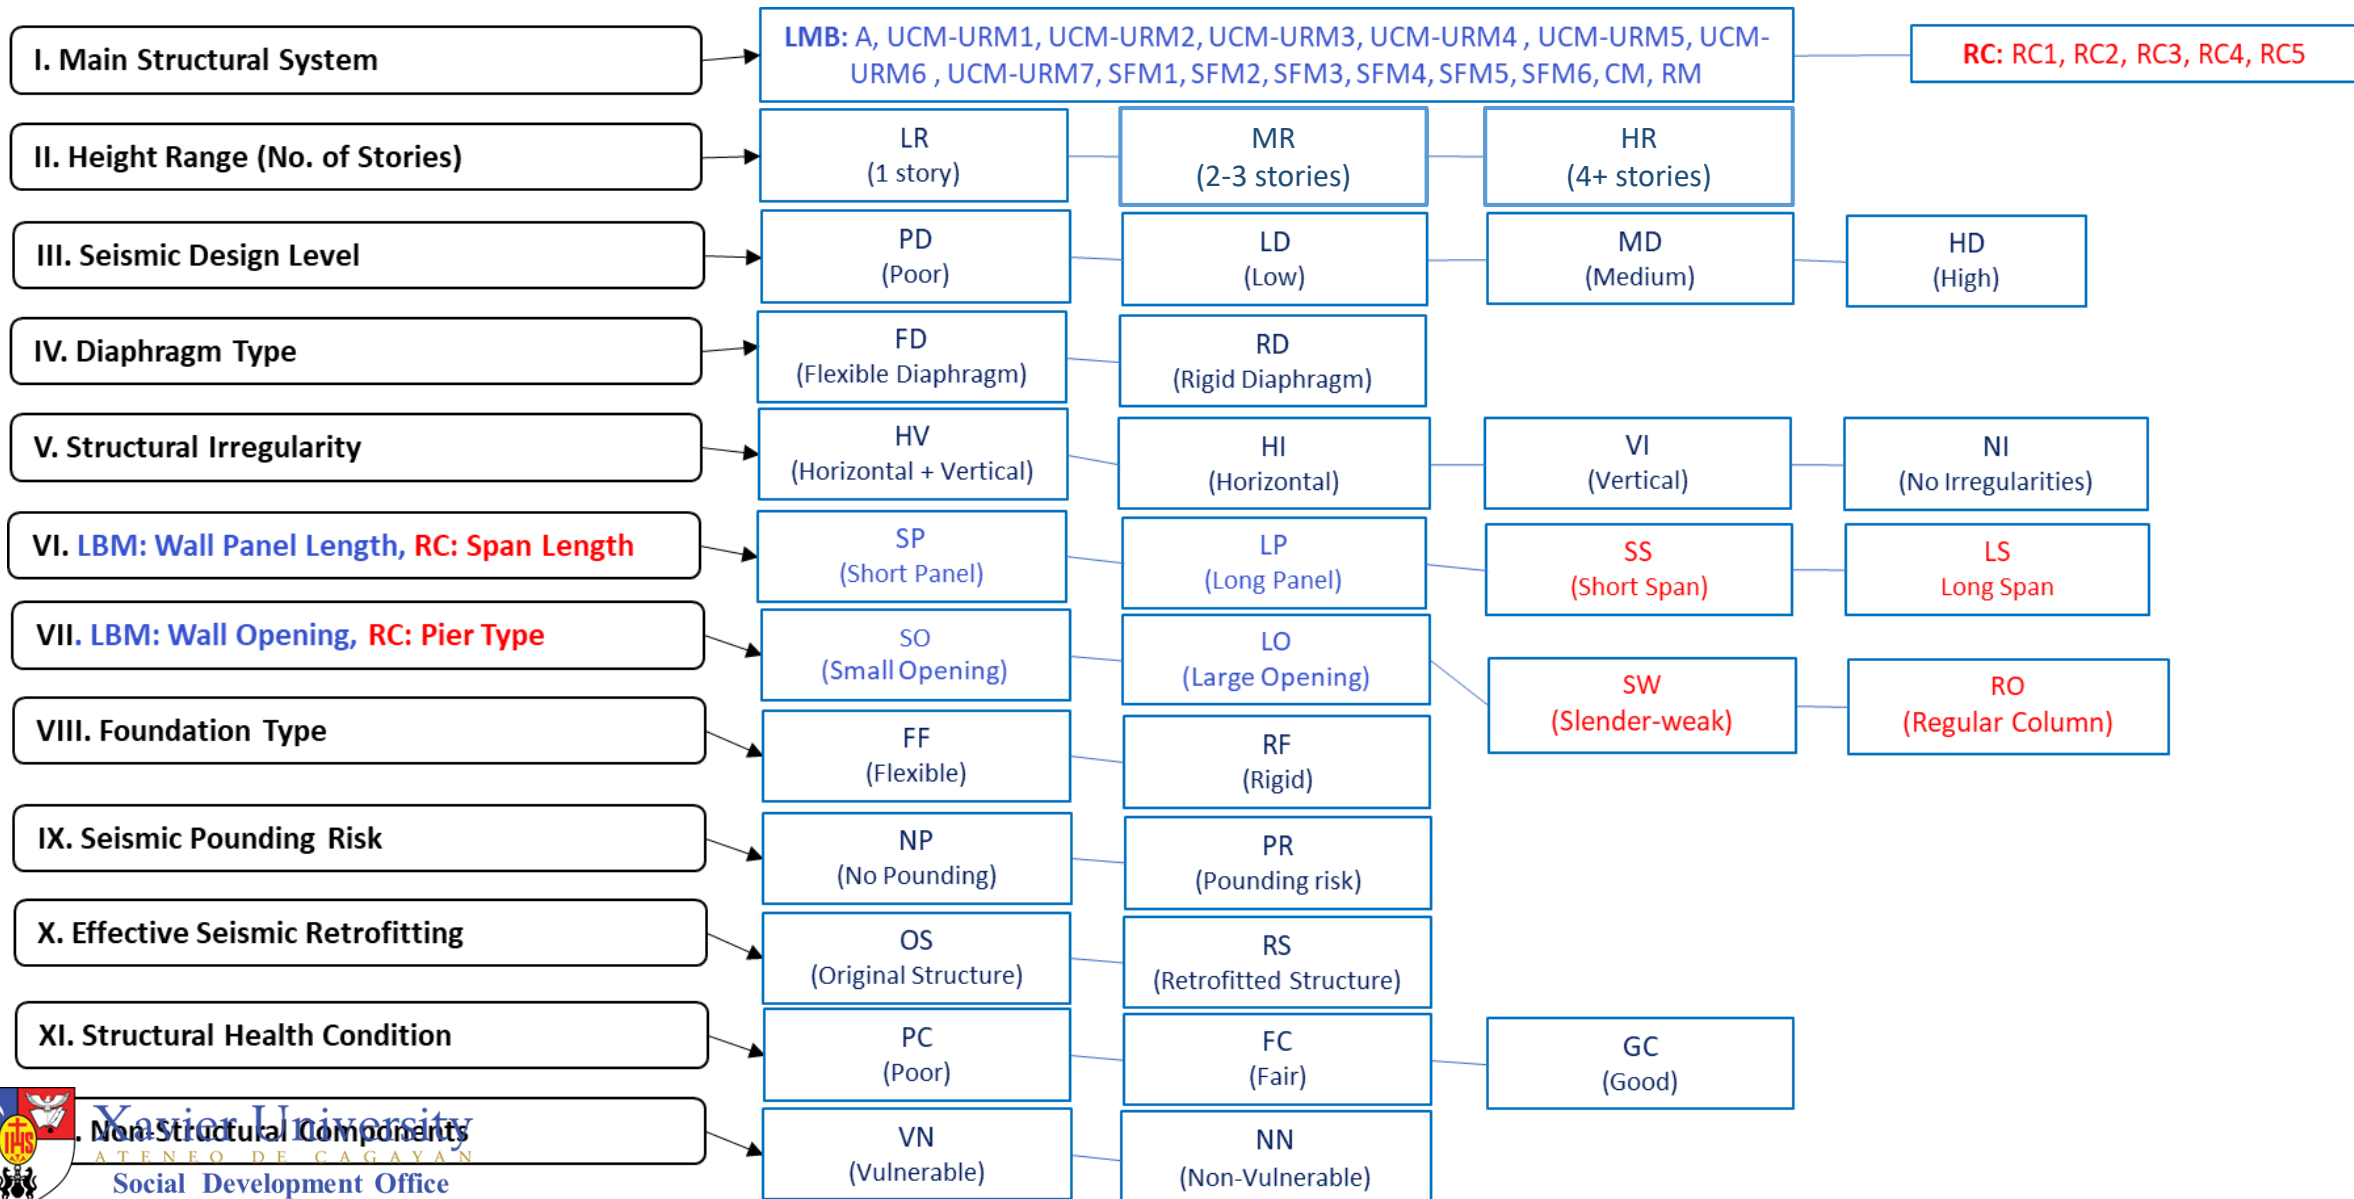 I. Main Structural System
LMB: A, UCM-URM1, UCM-URM2, UCM-URM3, UCM-URM4 , UCM-URM5, UCM-
URM6 , UCM-URM7, SFM1, SFM2, SFM3, SFM4, SFM5, SFM6, CM, RM
RC: RC1, RC2, RC3, RC4, RC5
II. Height Range (No. of Stories)
LR
(1 story)
MR
(2-3 stories)
HR
(4+ stories)
III. Seismic Design Level
PD
(Poor)
LD
(Low)
MD
(Medium)
HD
(High)
IV. Diaphragm Type
FD
(Flexible Diaphragm)
RD
(Rigid Diaphragm)
V. Structural Irregularity
HV
(Horizontal + Vertical)
HI
(Horizontal)
VI
(Vertical)
NI
(No Irregularities)
VI. LBM: Wall Panel Length, RC: Span Length
SP
(Short Panel)
LP
(Long Panel)
SS
(Short Span)
LS
Long Span
VII. LBM: Wall Opening, RC: Pier Type
SO
(Small Opening)
LO
(Large Opening)
SW
(Slender-weak)
RO
(Regular Column)
VIII. Foundation Type
FF
(Flexible)
RF
(Rigid)
IX. Seismic Pounding Risk
NP
(No Pounding)
PR
(Pounding risk)
X. Effective Seismic Retrofitting
OS
(Original Structure)
RS
(Retrofitted Structure)
XI. Structural Health Condition
PC
(Poor)
FC
(Fair)
GC
(Good)
. Non-Structural Components
VN
(Vulnerable)
NN
(Non-Vulnerable)
IHS
Xavier University
ATENEO DE CAGAYAN
Social Development Office